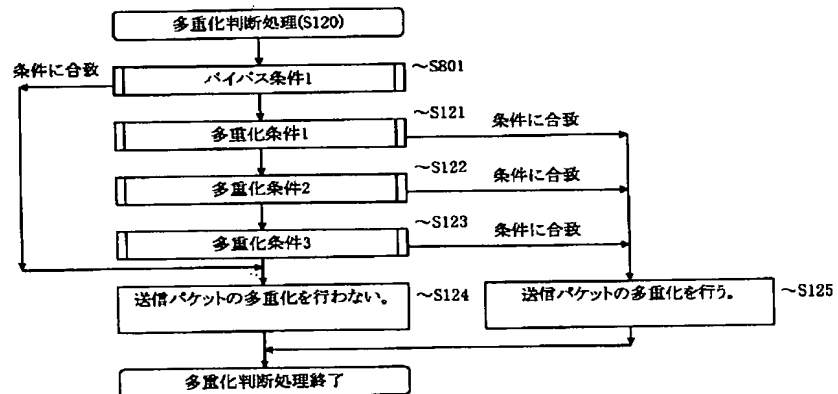 多重化判断処理(S120)
条件に合致
バイパス条件1
～S801
多重化条件1
～S121
条件に合致
多重化条件2
～S122
条件に合致
多重化条件3
～S123
条件に合致
送信パケットの多重化を行わない。
～S124
送信パケットの多重化を行う。
～S125
多重化判断処理終了